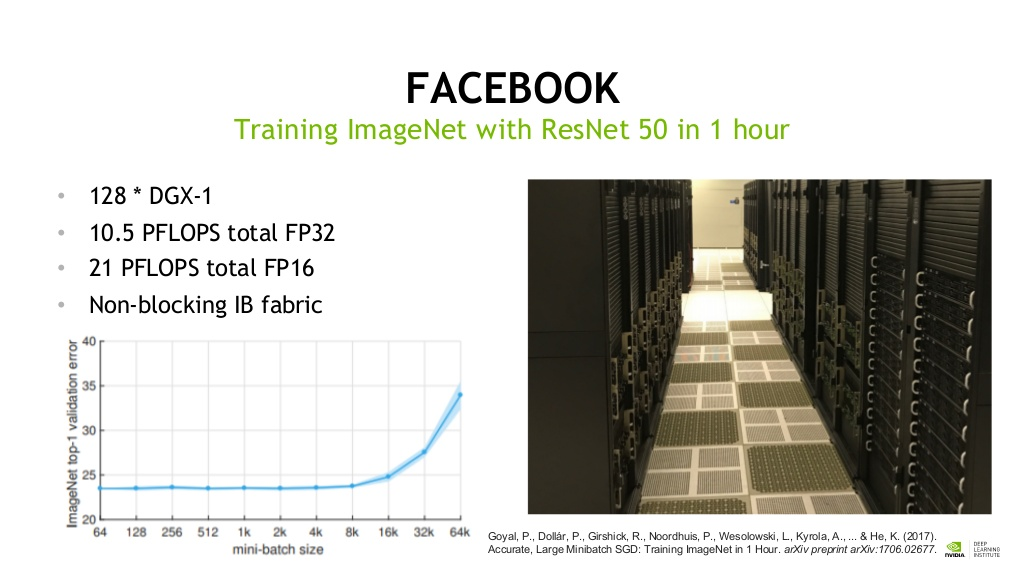 FACEBOOK
Training ImageNet with ResNet 50 in 1 hour
• 128 * DGX-1
• 10.5 PFLOPS total FP32
• 21 PFLOPS total FP16
• Non-blocking IB fabric
ImageNet top-1 validation error
40
35
30
25
20
64 128 256 512 1k 2k 4k 8k 16k 32k 64k
mini-batch size
Goyal, P., Dollár, P., Girshick, R., Noordhuis, P., Wesolowski, L., Kyrola, A., ... & He, K. (2017).
Accurate, Large Minibatch SGD: Training ImageNet in 1 Hour. arXiv preprint arXiv:1706.02677.
NVIDIA
DEEP
LEARNING
INSTITUTE